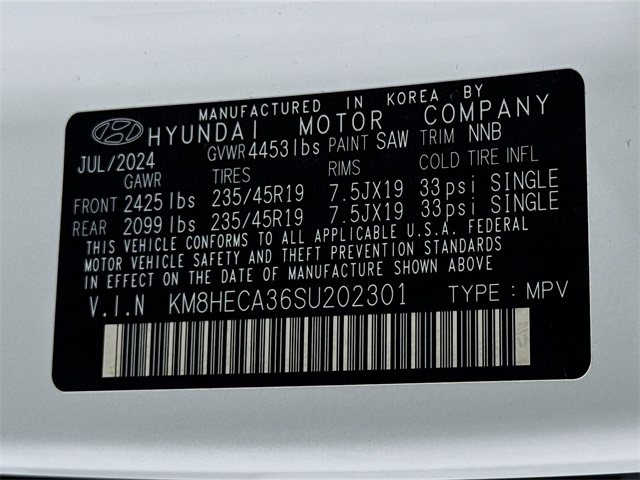 MANUFACTURED IN KOREA BY
HYUNDAI MOTOR COMPANY
JUL/2024 GVWR 4453lbs PAINT SAW TRIM NNB
GAWR TIRES RIMS COLD TIRE INFL
FRONT 2425lbs 235/45R19 7.5JX19 33psi SINGLE
REAR 2099lbs 235/45R19 7.5JX19 33psi SINGLE
THIS VEHICLE CONFORMS TO ALL APPLICABLE U.S.A. FEDERAL
MOTOR VEHICLE SAFETY AND THEFT PREVENTION STANDARDS
IN EFFECT ON THE DATE OF MANUFACTURE SHOWN ABOVE.
V.I.N KM8HECA36SU202301 TYPE : MPV